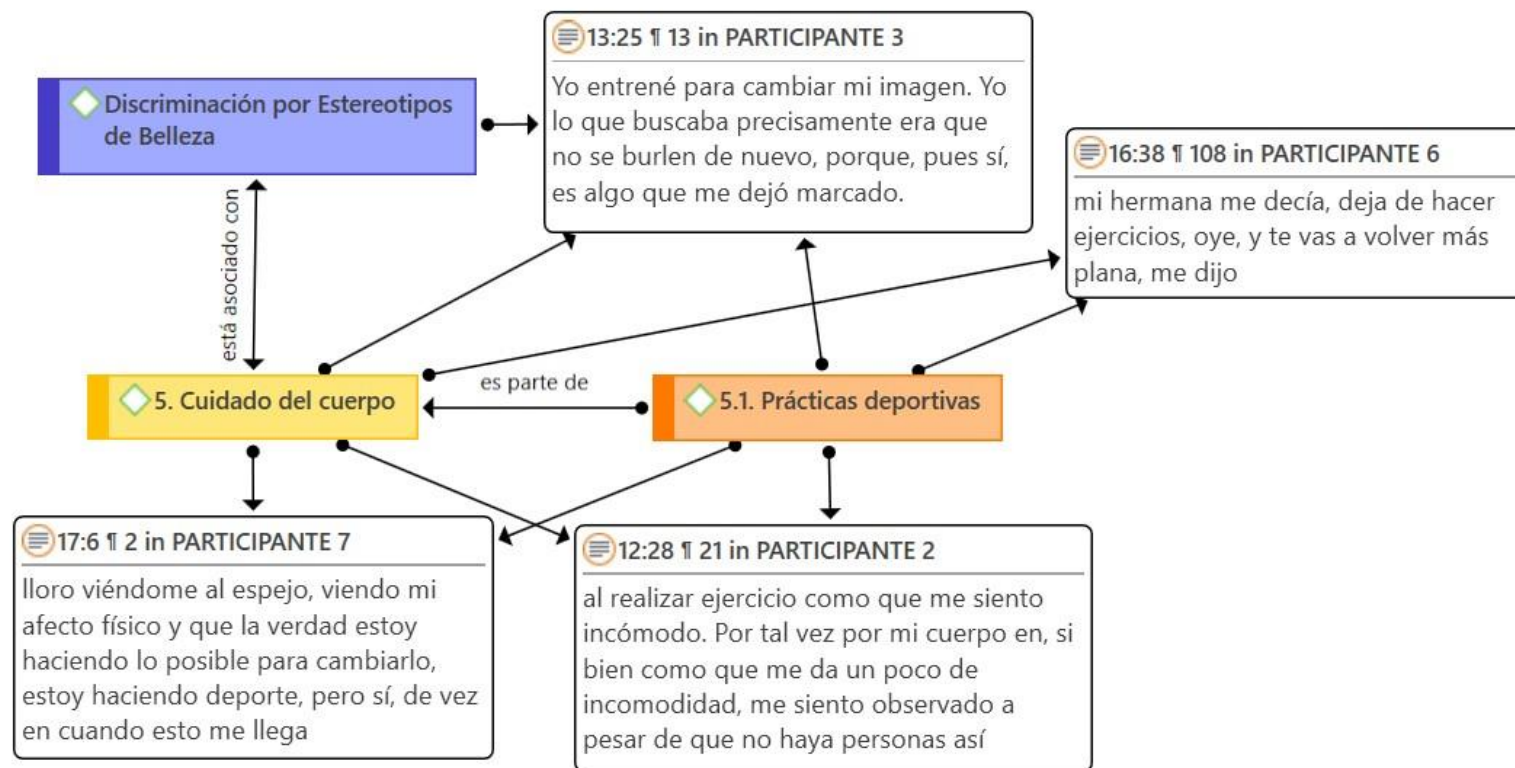 13:25 ¶ 13 in PARTICIPANTE 3
Yo entrené para cambiar mi imagen. Yo
lo que buscaba precisamente era que
no se burlen de nuevo, porque, pues sí,
es algo que me dejó marcado.
Discriminación por Estereotipos
de Belleza
16:38 ¶ 108 in PARTICIPANTE 6
mi hermana me decía, deja de hacer
ejercicios, oye, y te vas a volver más
plana, me dijo
está asociado con
5. Cuidado del cuerpo
es parte de
5.1. Prácticas deportivas
17:6 ¶ 2 in PARTICIPANTE 7
lloro viéndome al espejo, viendo mi
afecto físico y que la verdad estoy
haciendo lo posible para cambiarlo,
estoy haciendo deporte, pero sí, de vez
en cuando esto me llega
12:28 ¶ 21 in PARTICIPANTE 2
al realizar ejercicio como que me siento
incómodo. Por tal vez por mi cuerpo en, si
bien como que me da un poco de
incomodidad, me siento observado a
pesar de que no haya personas así